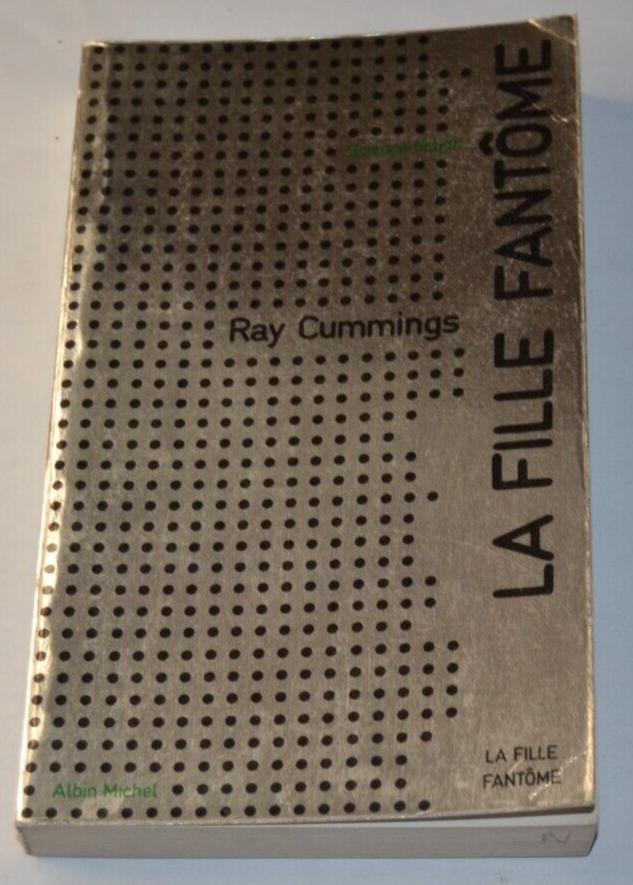 Science-fiction
Ray Cummings
LA FILLE FANTÔME
Albin Michel
LA FILLE
FANTÔME